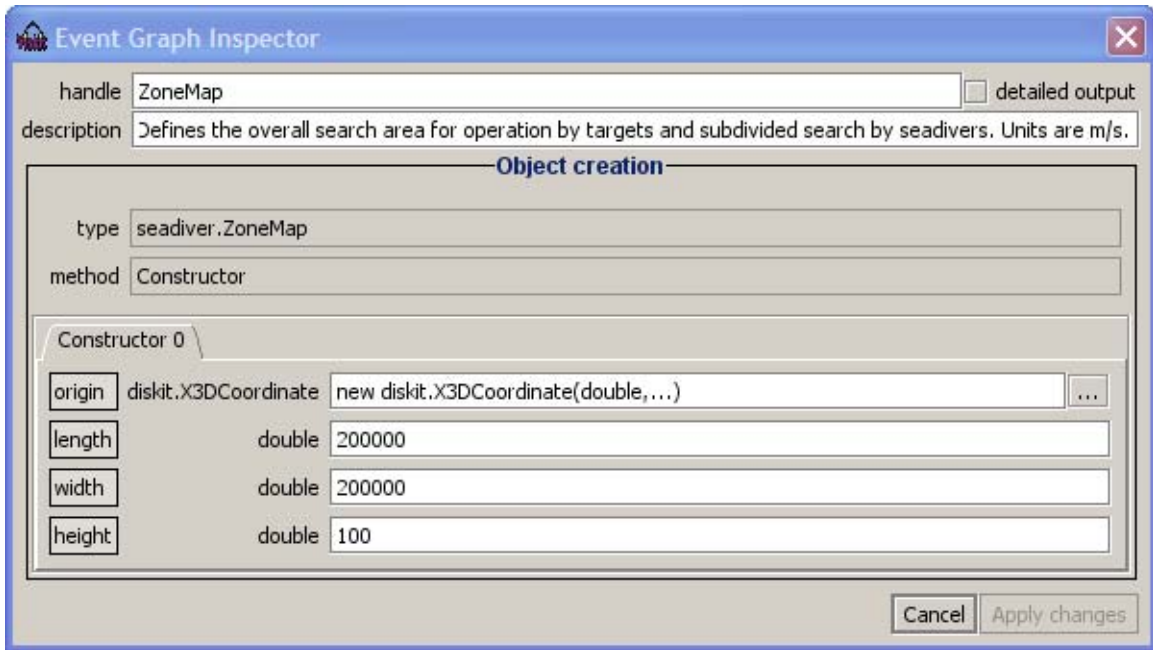 Event Graph Inspector
handle ZoneMap detailed output
description Defines the overall search area for operation by targets and subdivided search by seadivers. Units are m/s.
Object creation
type seadiver.ZoneMap
method Constructor
Constructor 0
origin diskit.X3DCoordinate new diskit.X3DCoordinate(double,...) ...
length double 200000
width double 200000
height double 100
Cancel Apply changes